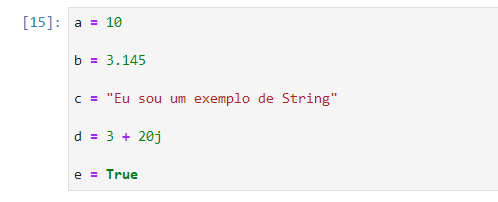 [15]: a = 10
b = 3.145
c = "Eu sou um exemplo de String"
d = 3 + 20j
e = True